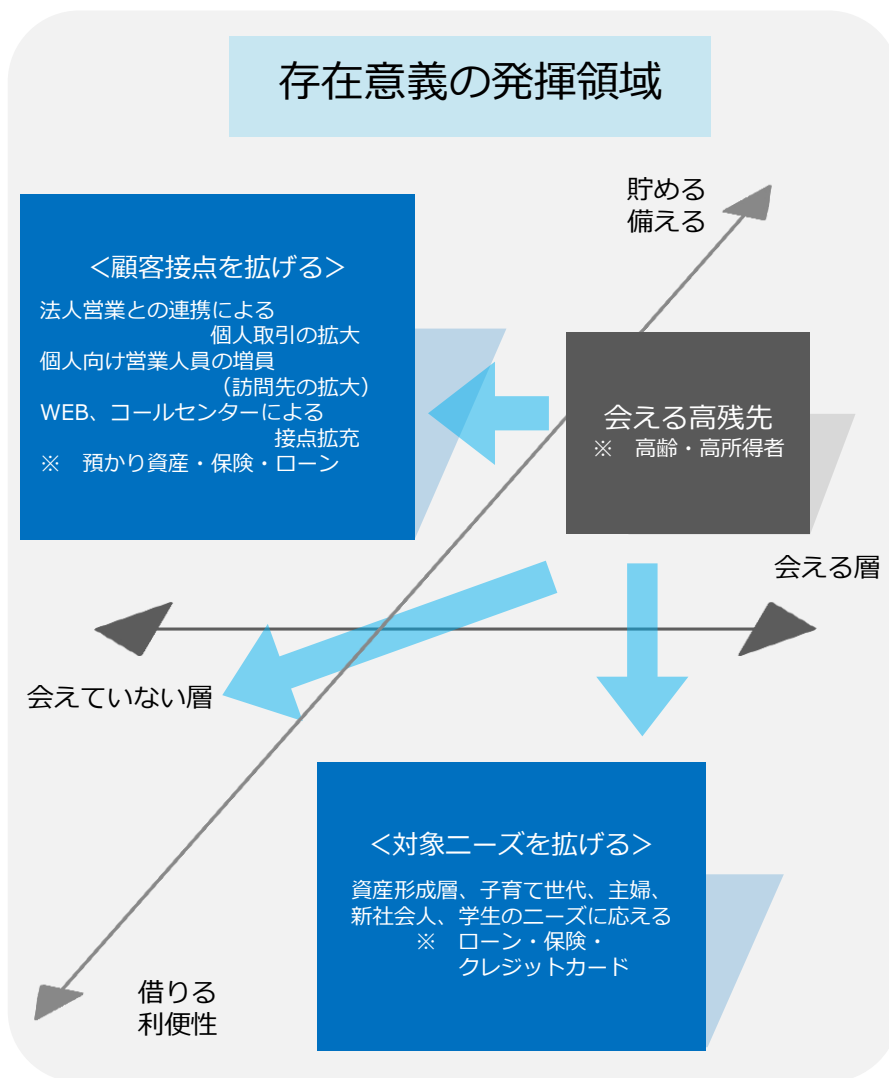 存在意義の発揮領域
貯める
備える
＜顧客接点を拡げる＞
法人営業との連携による
個人取引の拡大
個人向け営業人員の増員
（訪問先の拡大）
WEB、コールセンターによる
接点拡充
※　預かり資産・保険・ローン
会える高残先
※　高齢・高所得者
会える層
会えていない層
＜対象ニーズを拡げる＞
資産形成層、子育て世代、主婦、
新社会人、学生のニーズに応える
※　ローン・保険・
クレジットカード
借りる
利便性